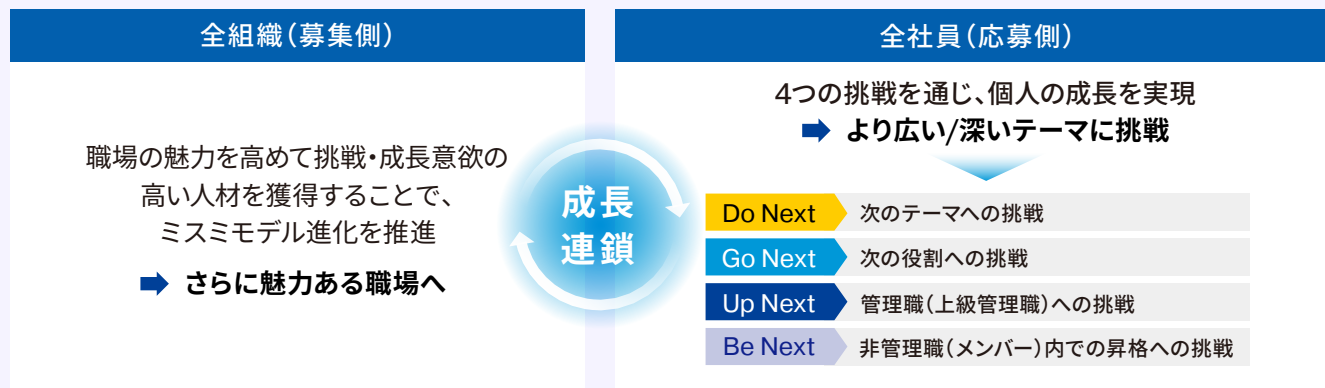 全組織（募集側）
職場の魅力を高めて挑戦・成長意欲の
高い人材を獲得することで、
ミスミモデル進化を推進
さらに魅力ある職場へ
成長
連鎖
全社員（応募側）
4つの挑戦を通じ、個人の成長を実現
より広い/深いテーマに挑戦
Do Next 次のテーマへの挑戦
Go Next 次の役割への挑戦
Up Next 管理職（上級管理職）への挑戦
Be Next 非管理職（メンバー）内での昇格への挑戦